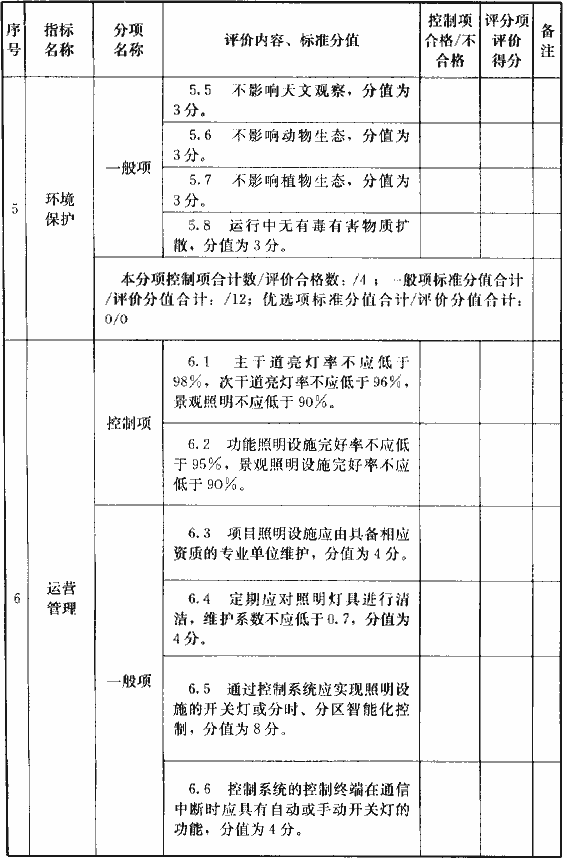 序号
指标名称
分项名称
评价内容、标准分值
控制项合格/不合格
评分项评价得分
备注
5
环境保护
一般项
5.5 不影响天文观察，分值为
3分。
5.6 不影响动物生态，分值为
3分。
5.7 不影响植物生态，分值为
3分。
5.8 运行中无有毒有害物质扩
散，分值为3分。
本分项控制项合计数/评价合格数：/4；一般项标准分值合计
/评价分值合计：/12；优选项标准分值合计/评价分值合计：
0/0
6
运营管理
控制项
6.1 主干道亮灯率不应低于
98%，次干道亮灯率不应低于96%，
景观照明不应低于90%。
6.2 功能照明设施完好率不应低
于95%，景观照明设施完好率不应
低于90%。
一般项
6.3 项目照明设施应由具备相应
资质的专业单位维护，分值为4分。
6.4 定期应对照明灯具进行清
洁，维护系数不应低于0.7，分值为
4分。
6.5 通过控制系统应实现照明设
施的开关灯或分时、分区智能化控
制，分值为8分。
6.6 控制系统的控制终端在通信
中断时应具有自动或手动开关灯的
功能，分值为4分。